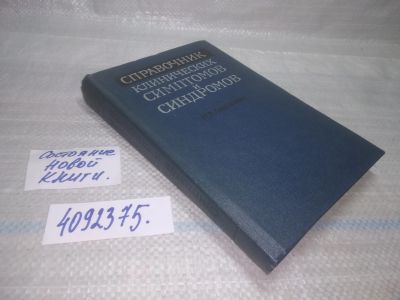 СПРАВОЧНИК
КЛИНИЧЕСКИХ
СИМПТОМОВ
И
СИНДРОМОВ
Состояние
новой
книги.
4092375.